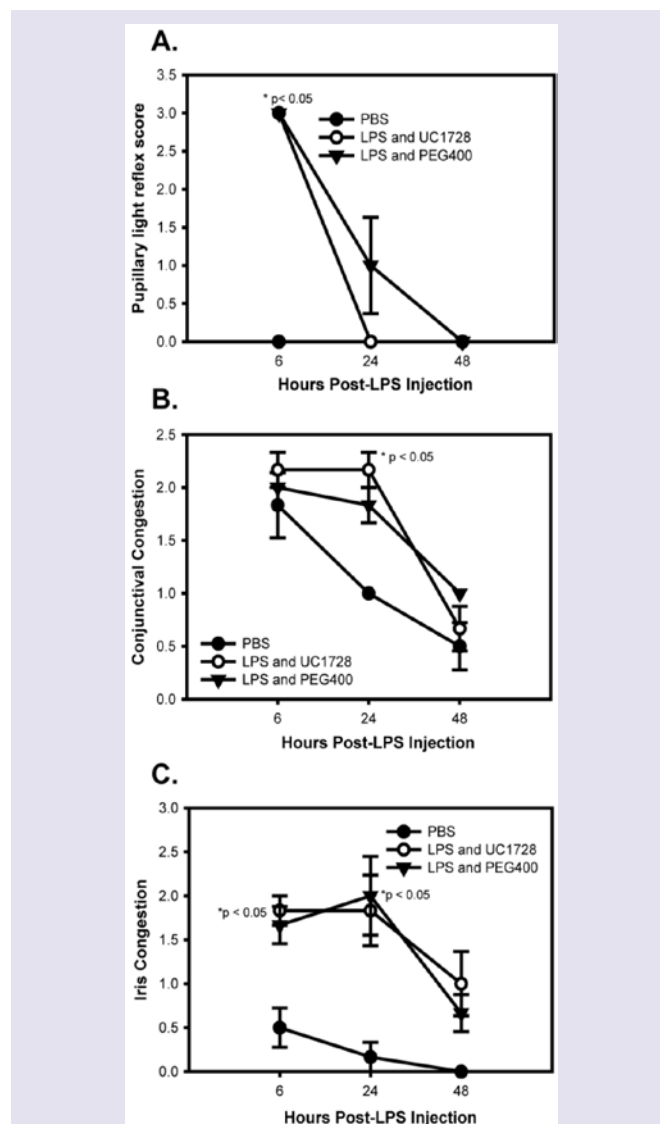 A.
3.5
3.0
2.5
2.0
1.5
1.0
0.5
0.0
Pupillary light reflex score
* p< 0.05
PBS
LPS and UC1728
LPS and PEG400
6 24 48
Hours Post-LPS Injection
B.
2.5
2.0
1.5
1.0
0.5
0.0
Conjunctival Congestion
* p < 0.05
PBS
LPS and UC1728
LPS and PEG400
6 24 48
Hours Post-LPS Injection
C.
3.0
2.5
2.0
1.5
1.0
0.5
0.0
Iris Congestion
PBS
LPS and UC1728
LPS and PEG400
*p < 0.05
*p < 0.05
6 24 48
Hours Post-LPS Injection